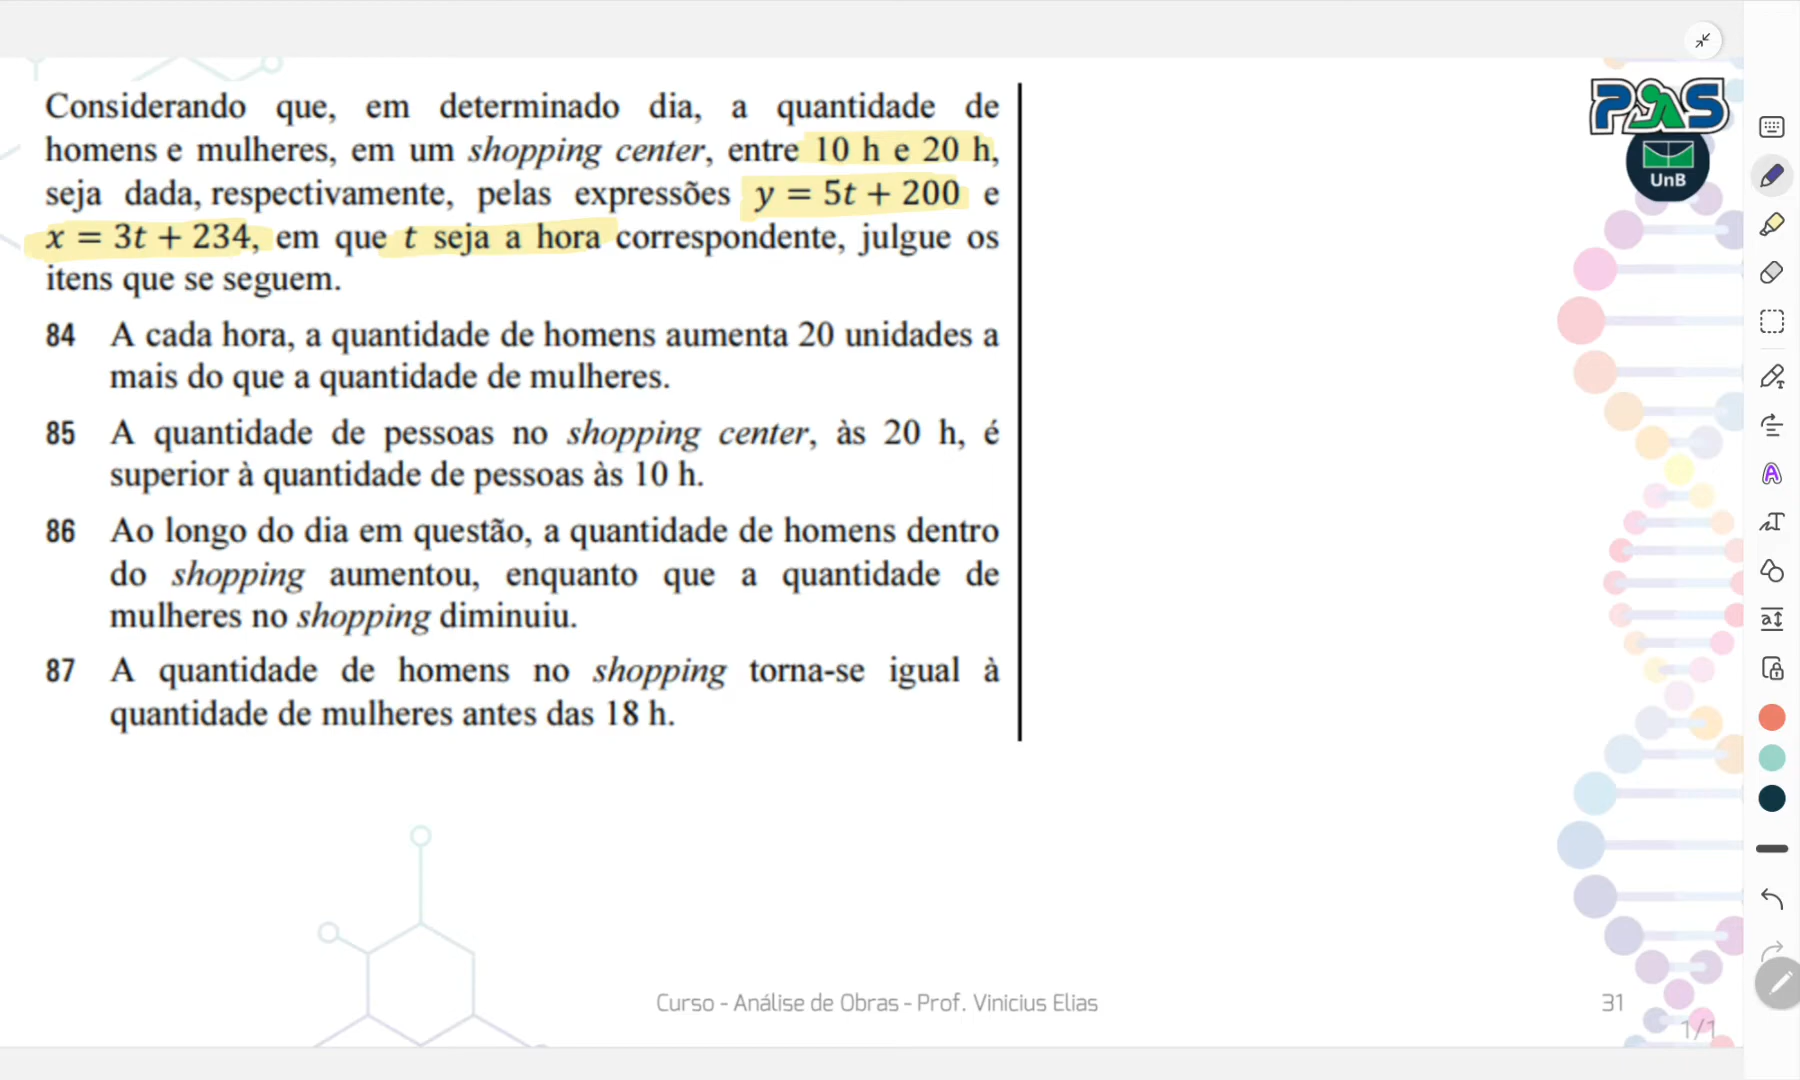 PAS
UnB
Considerando que, em determinado dia, a quantidade de
homens e mulheres, em um shopping center, entre 10 h e 20 h,
seja dada, respectivamente, pelas expressões y = 5t + 200 e
x = 3t + 234, em que t seja a hora correspondente, julgue os
itens que se seguem.
84 A cada hora, a quantidade de homens aumenta 20 unidades a
mais do que a quantidade de mulheres.
85 A quantidade de pessoas no shopping center, às 20 h, é
superior à quantidade de pessoas às 10 h.
86 Ao longo do dia em questão, a quantidade de homens dentro
do shopping aumentou, enquanto que a quantidade de
mulheres no shopping diminuiu.
87 A quantidade de homens no shopping torna-se igual à
quantidade de mulheres antes das 18 h.
Curso - Análise de Obras - Prof. Vinicius Elias
31
1/1